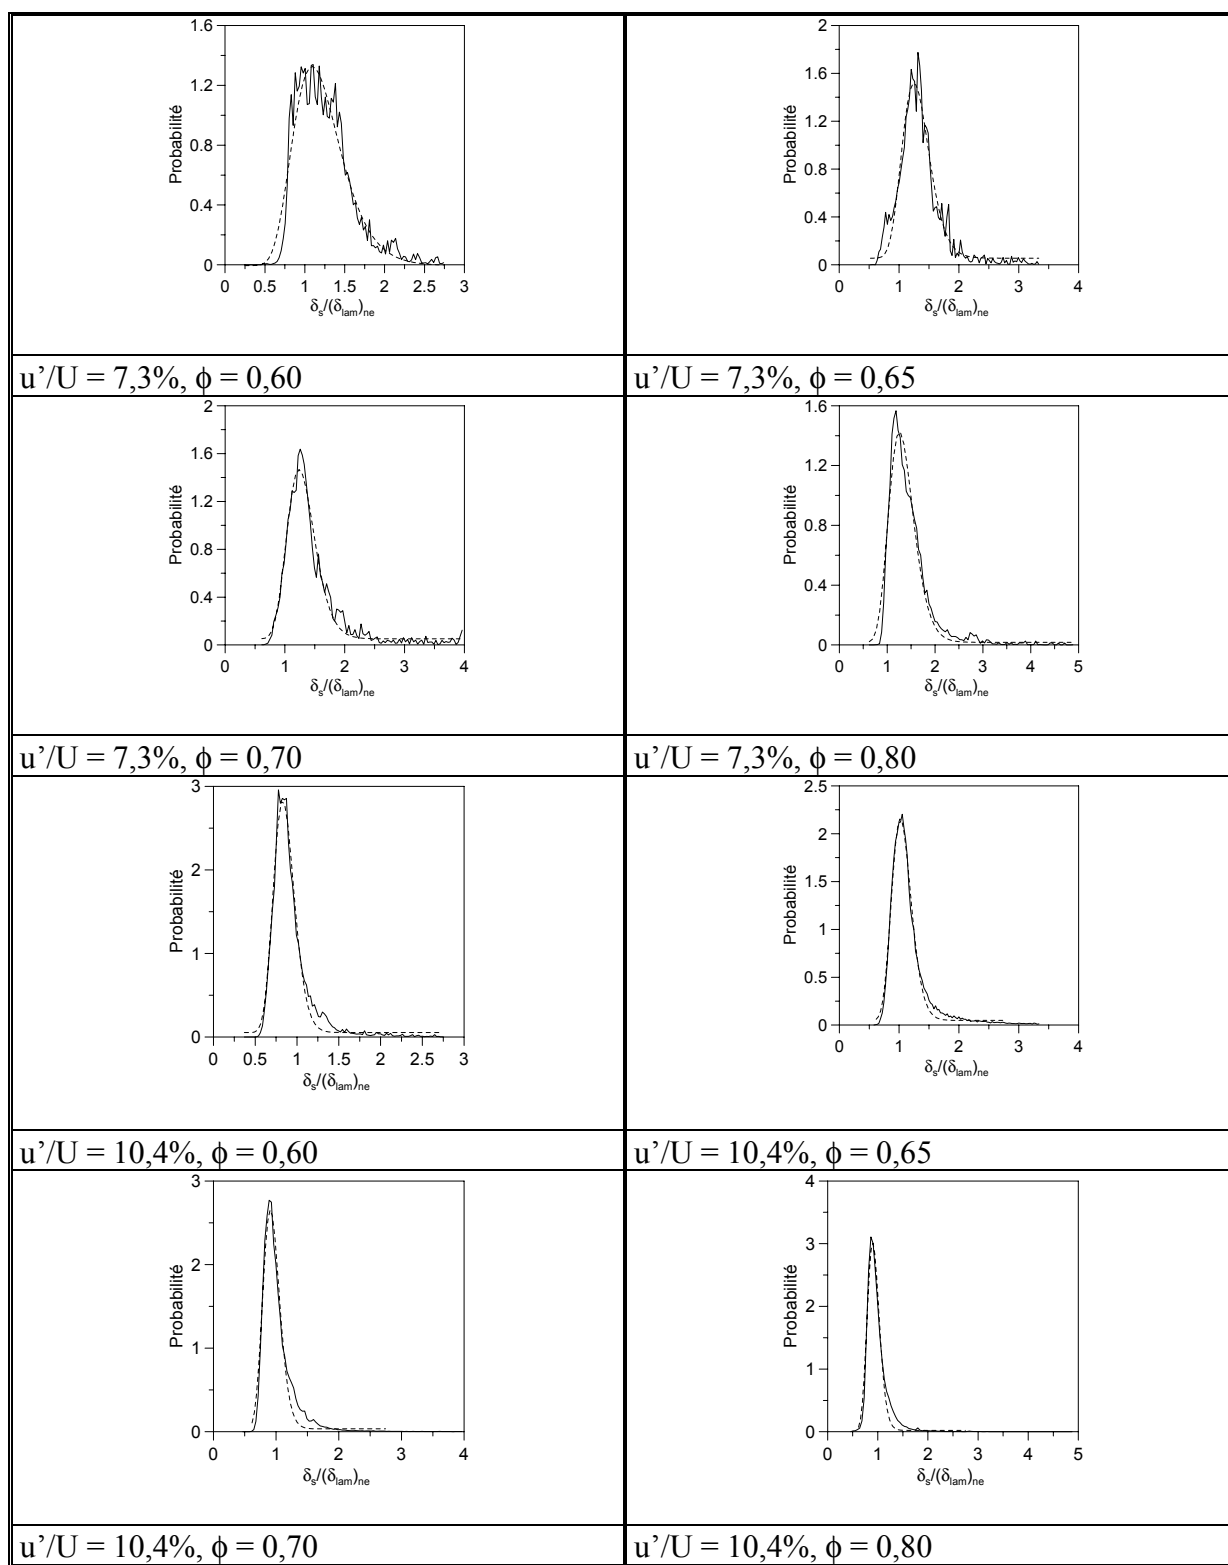 1.6
1.2
0.8
0.4
0
Probabilité
0 0.5 1 1.5 2 2.5 3
δs/(δlam)ne
2
1.6
1.2
0.8
0.4
0
Probabilité
0 1 2 3 4
δs/(δlam)ne
u’/U = 7,3%, ϕ = 0,60
u’/U = 7,3%, ϕ = 0,65
2
1.6
1.2
0.8
0.4
0
Probabilité
0 1 2 3 4
δs/(δlam)ne
1.6
1.2
0.8
0.4
0
Probabilité
0 1 2 3 4 5
δs/(δlam)ne
u’/U = 7,3%, ϕ = 0,70
u’/U = 7,3%, ϕ = 0,80
3
2
1
0
Probabilité
0 0.5 1 1.5 2 2.5 3
δs/(δlam)ne
2.5
2
1.5
1
0.5
0
Probabilité
0 1 2 3 4
δs/(δlam)ne
u’/U = 10,4%, ϕ = 0,60
u’/U = 10,4%, ϕ = 0,65
3
2
1
0
Probabilité
0 1 2 3 4
δs/(δlam)ne
4
3
2
1
0
Probabilité
0 1 2 3 4 5
δs/(δlam)ne
u’/U = 10,4%, ϕ = 0,70
u’/U = 10,4%, ϕ = 0,80